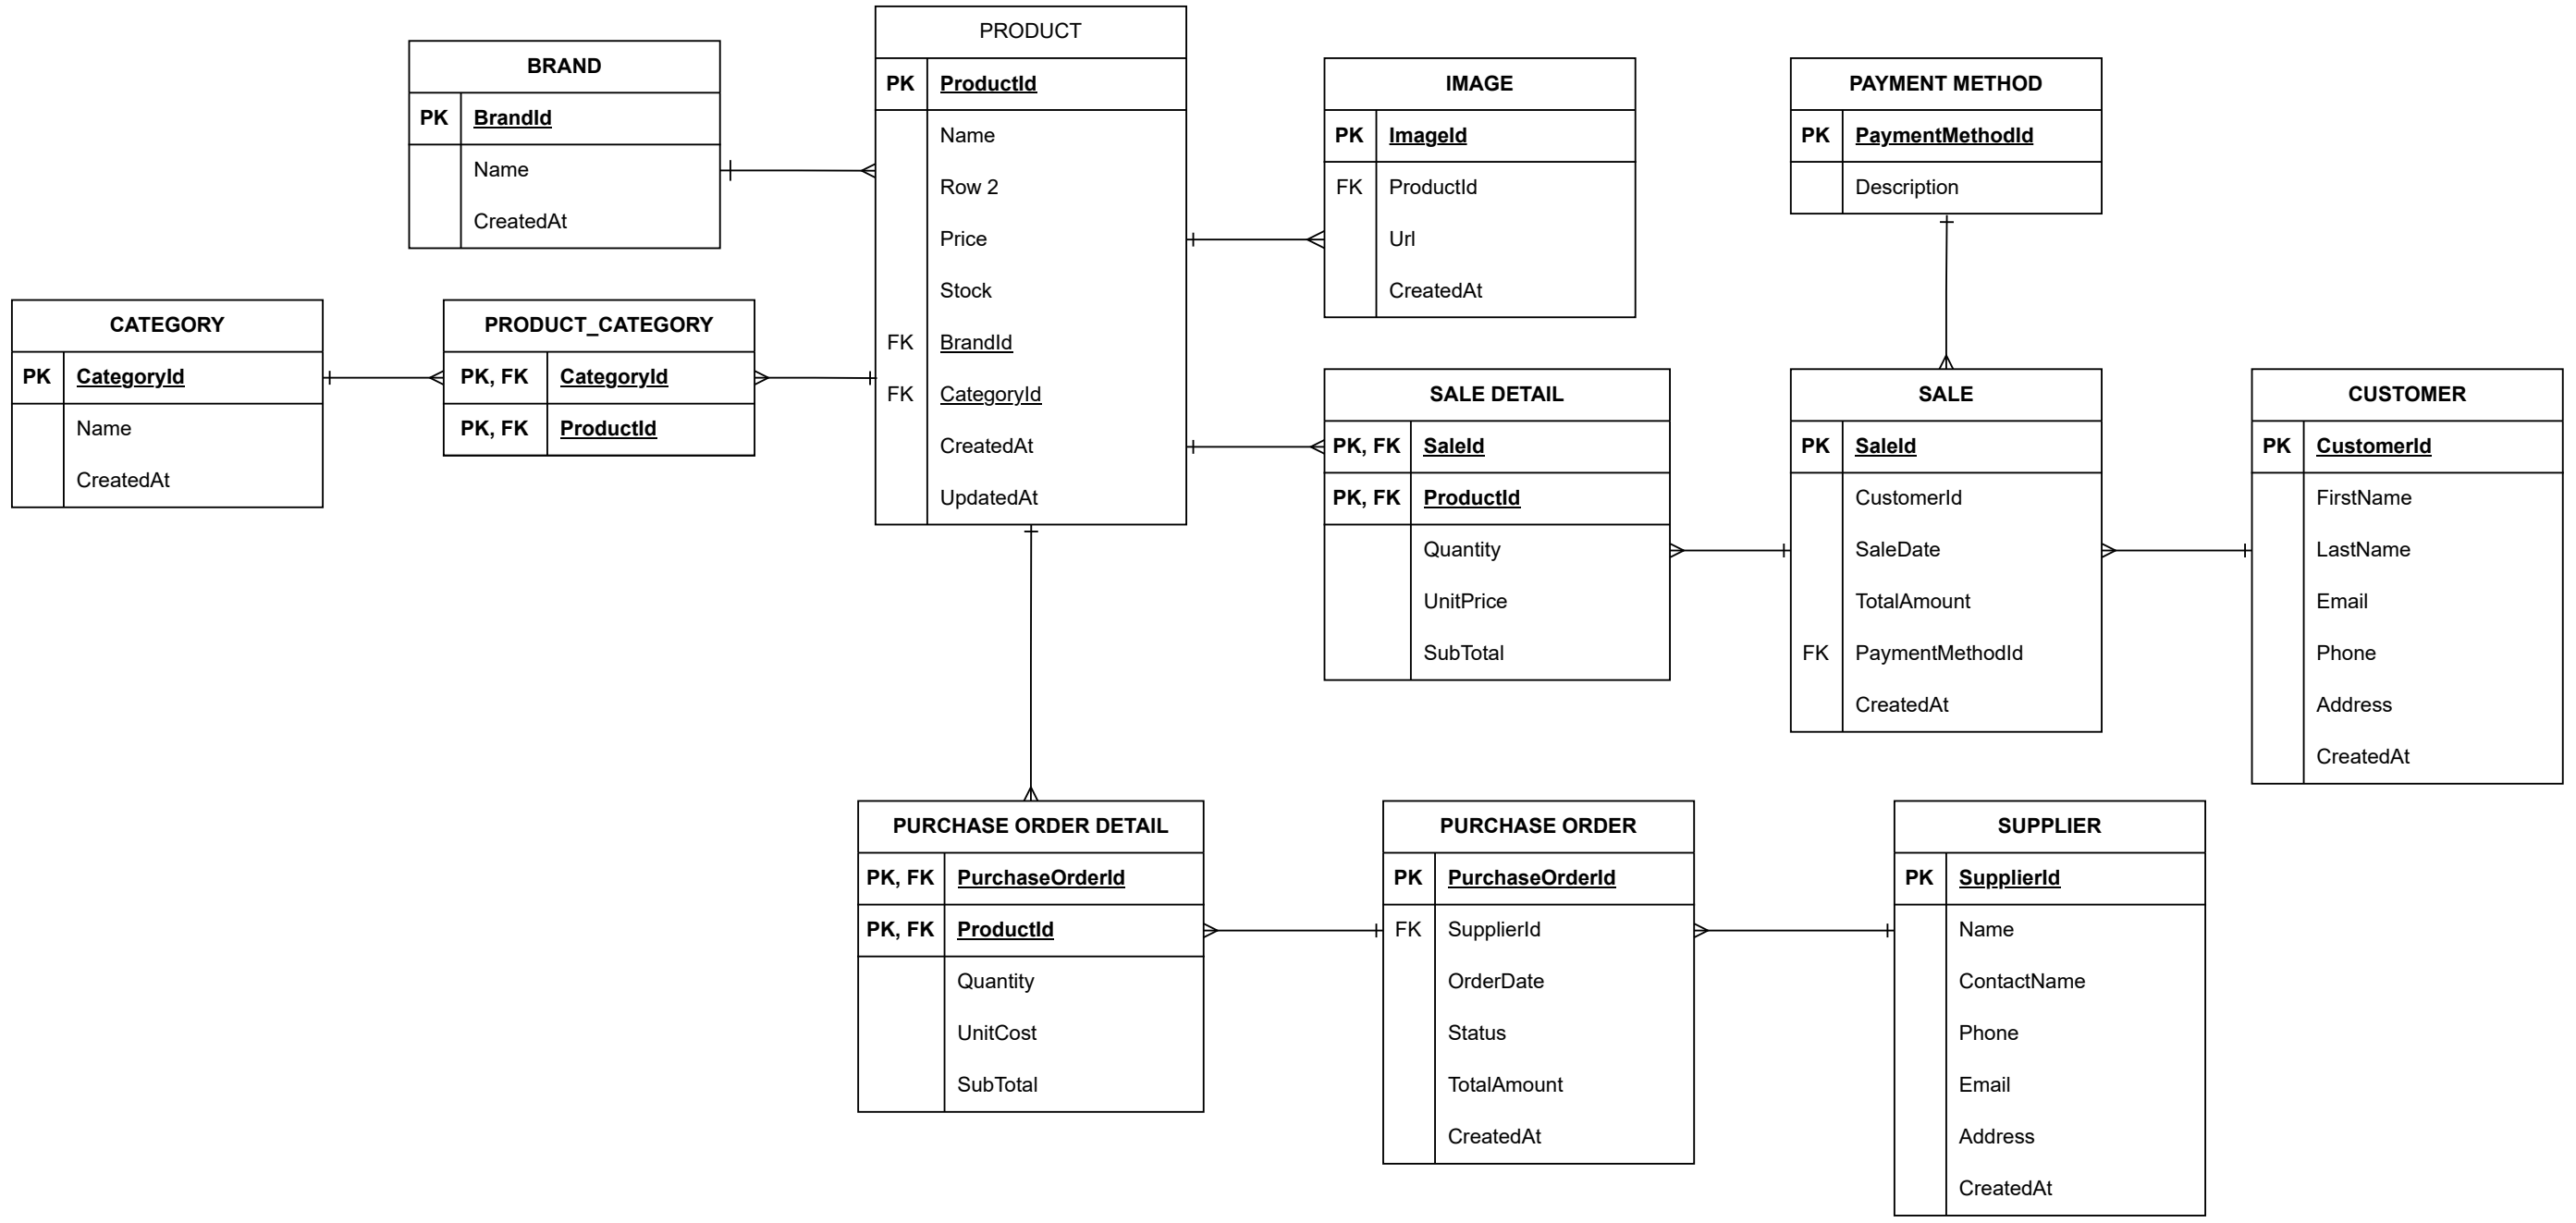 PRODUCT
PK ProductId
Name
Row 2
Price
Stock
FK BrandId
FK CategoryId
CreatedAt
UpdatedAt
BRAND
PK BrandId
Name
CreatedAt
IMAGE
PK ImageId
FK ProductId
Url
CreatedAt
PAYMENT METHOD
PK PaymentMethodId
Description
CATEGORY
PK CategoryId
Name
CreatedAt
PRODUCT_CATEGORY
PK, FK CategoryId
PK, FK ProductId
SALE DETAIL
PK, FK SaleId
PK, FK ProductId
Quantity
UnitPrice
SubTotal
SALE
PK SaleId
CustomerId
SaleDate
TotalAmount
FK PaymentMethodId
CreatedAt
CUSTOMER
PK CustomerId
FirstName
LastName
Email
Phone
Address
CreatedAt
PURCHASE ORDER DETAIL
PK, FK PurchaseOrderId
PK, FK ProductId
Quantity
UnitCost
SubTotal
PURCHASE ORDER
PK PurchaseOrderId
FK SupplierId
OrderDate
Status
TotalAmount
CreatedAt
SUPPLIER
PK SupplierId
Name
ContactName
Phone
Email
Address
CreatedAt